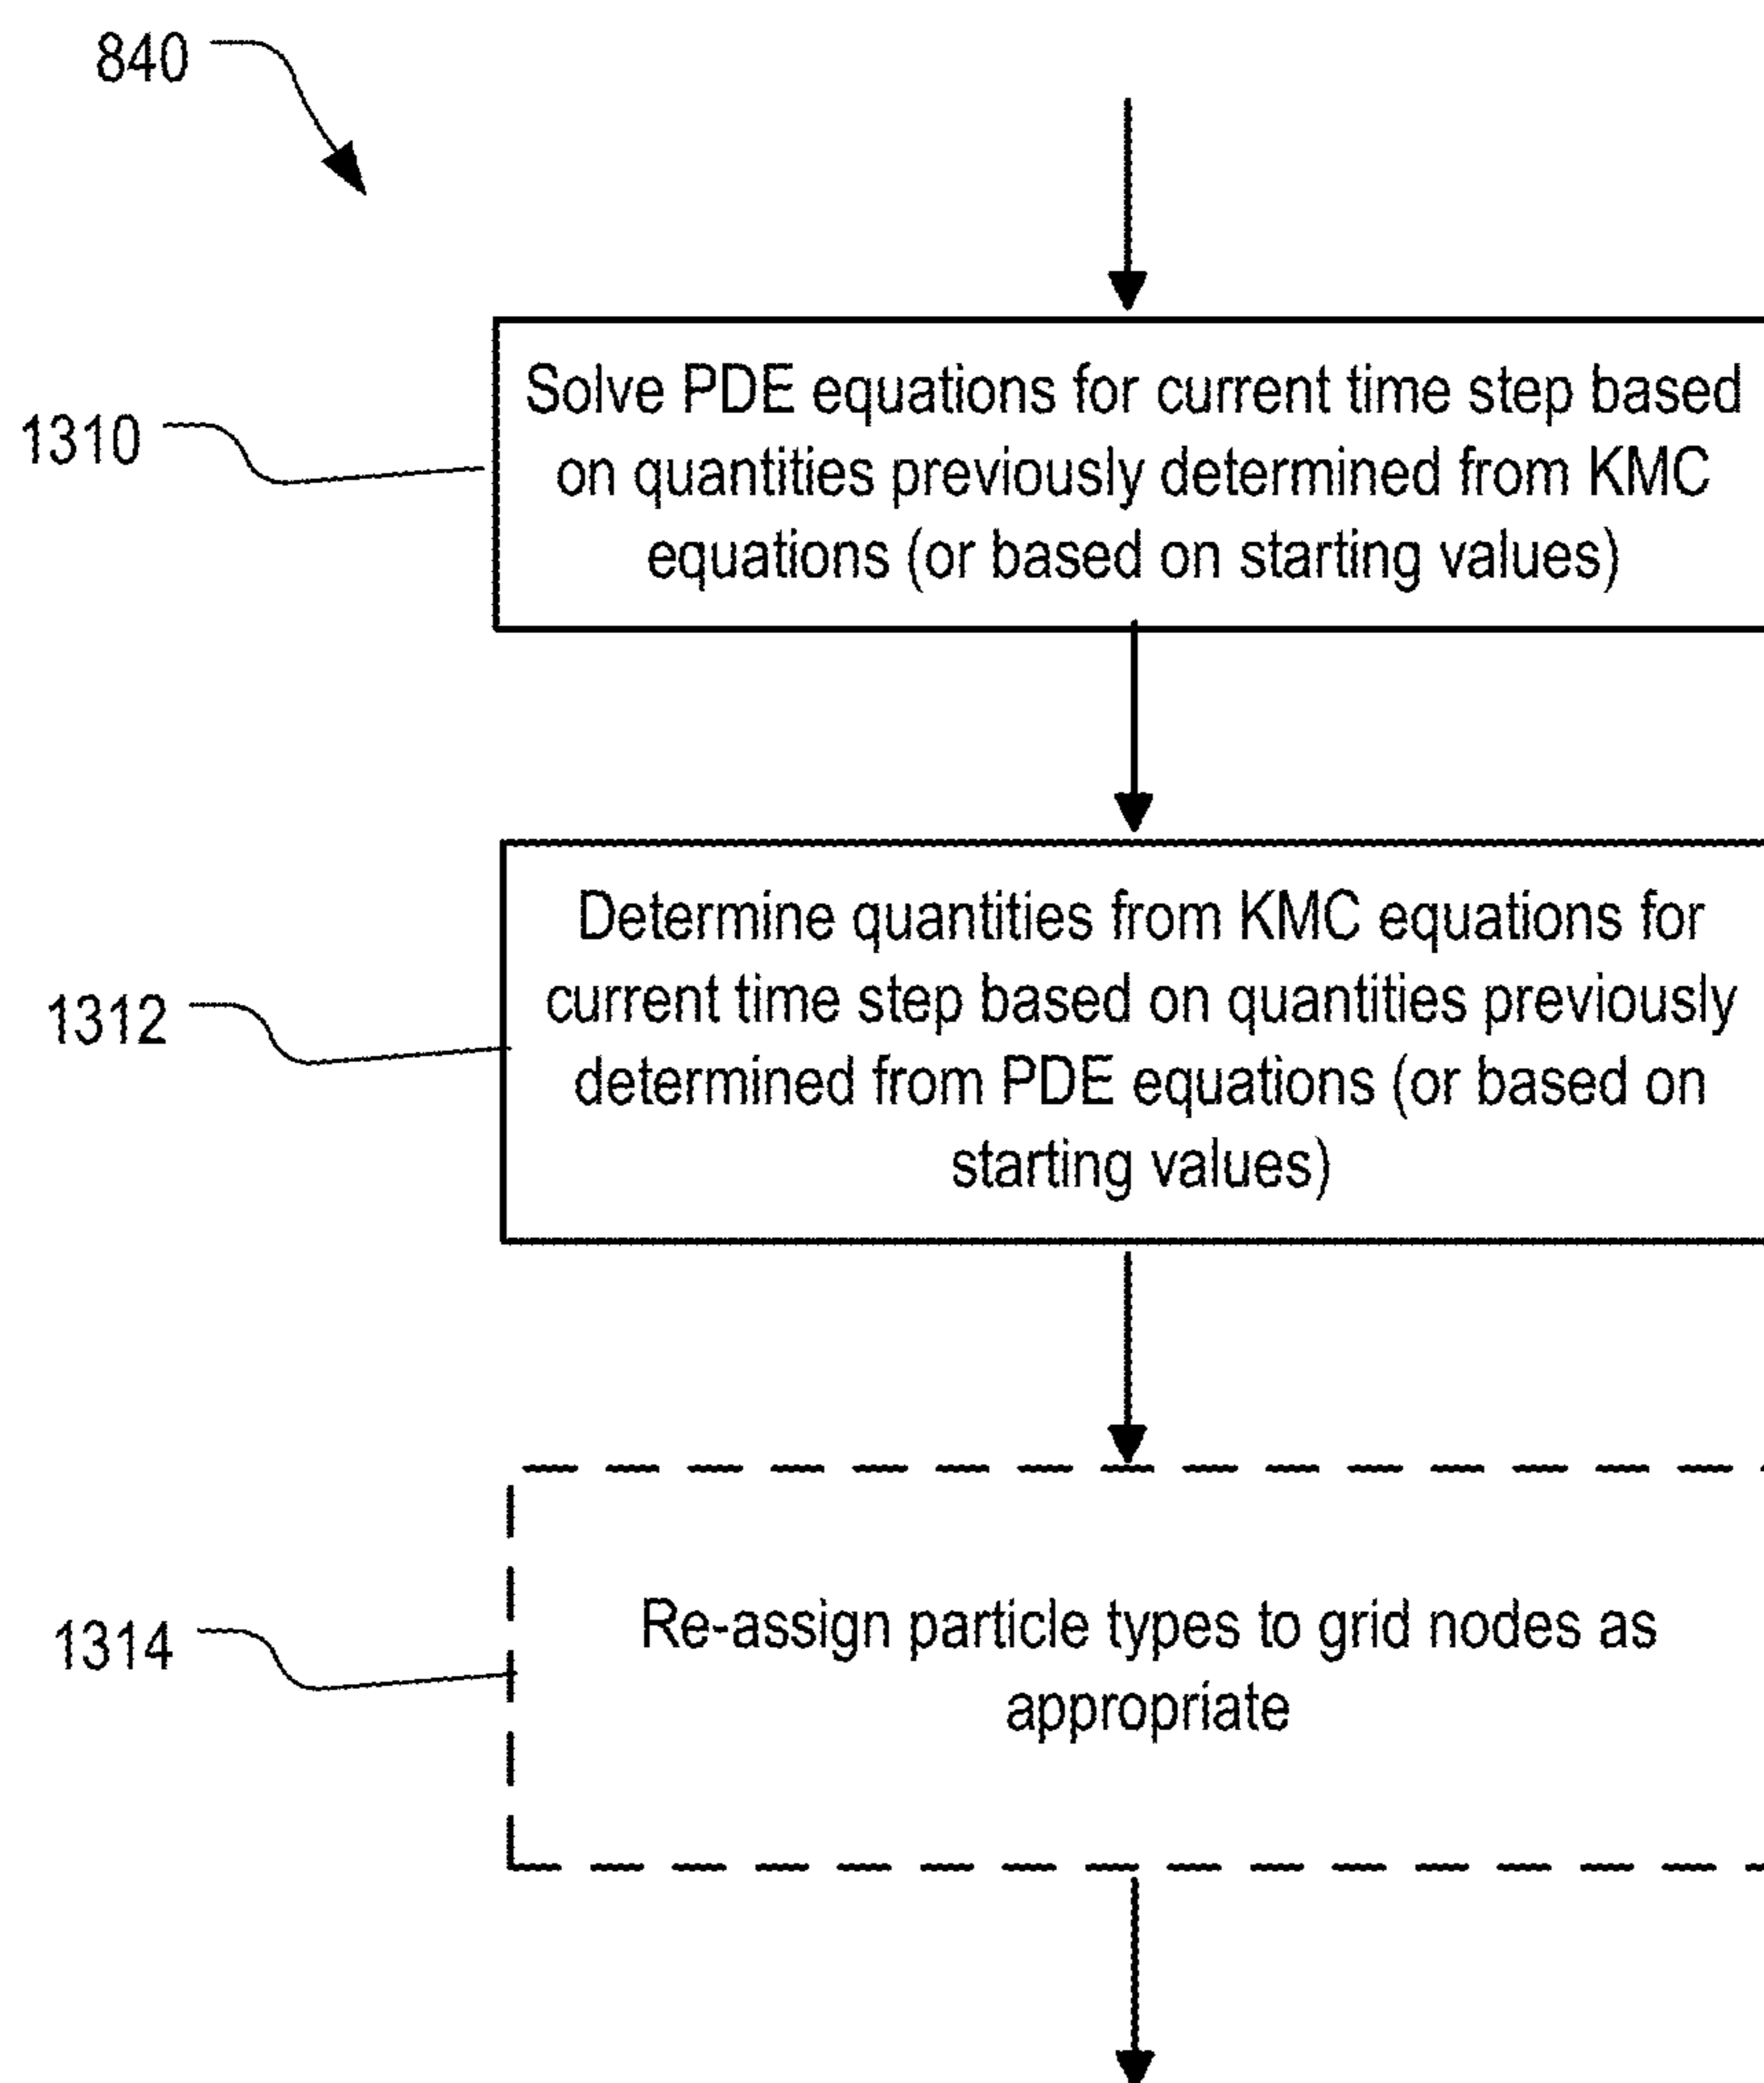 840
1310
Solve PDE equations for current time step based
on quantities previously determined from KMC
equations (or based on starting values)
1312
Determine quantities from KMC equations for
current time step based on quantities previously
determined from PDE equations (or based on
starting values)
1314
Re-assign particle types to grid nodes as
appropriate